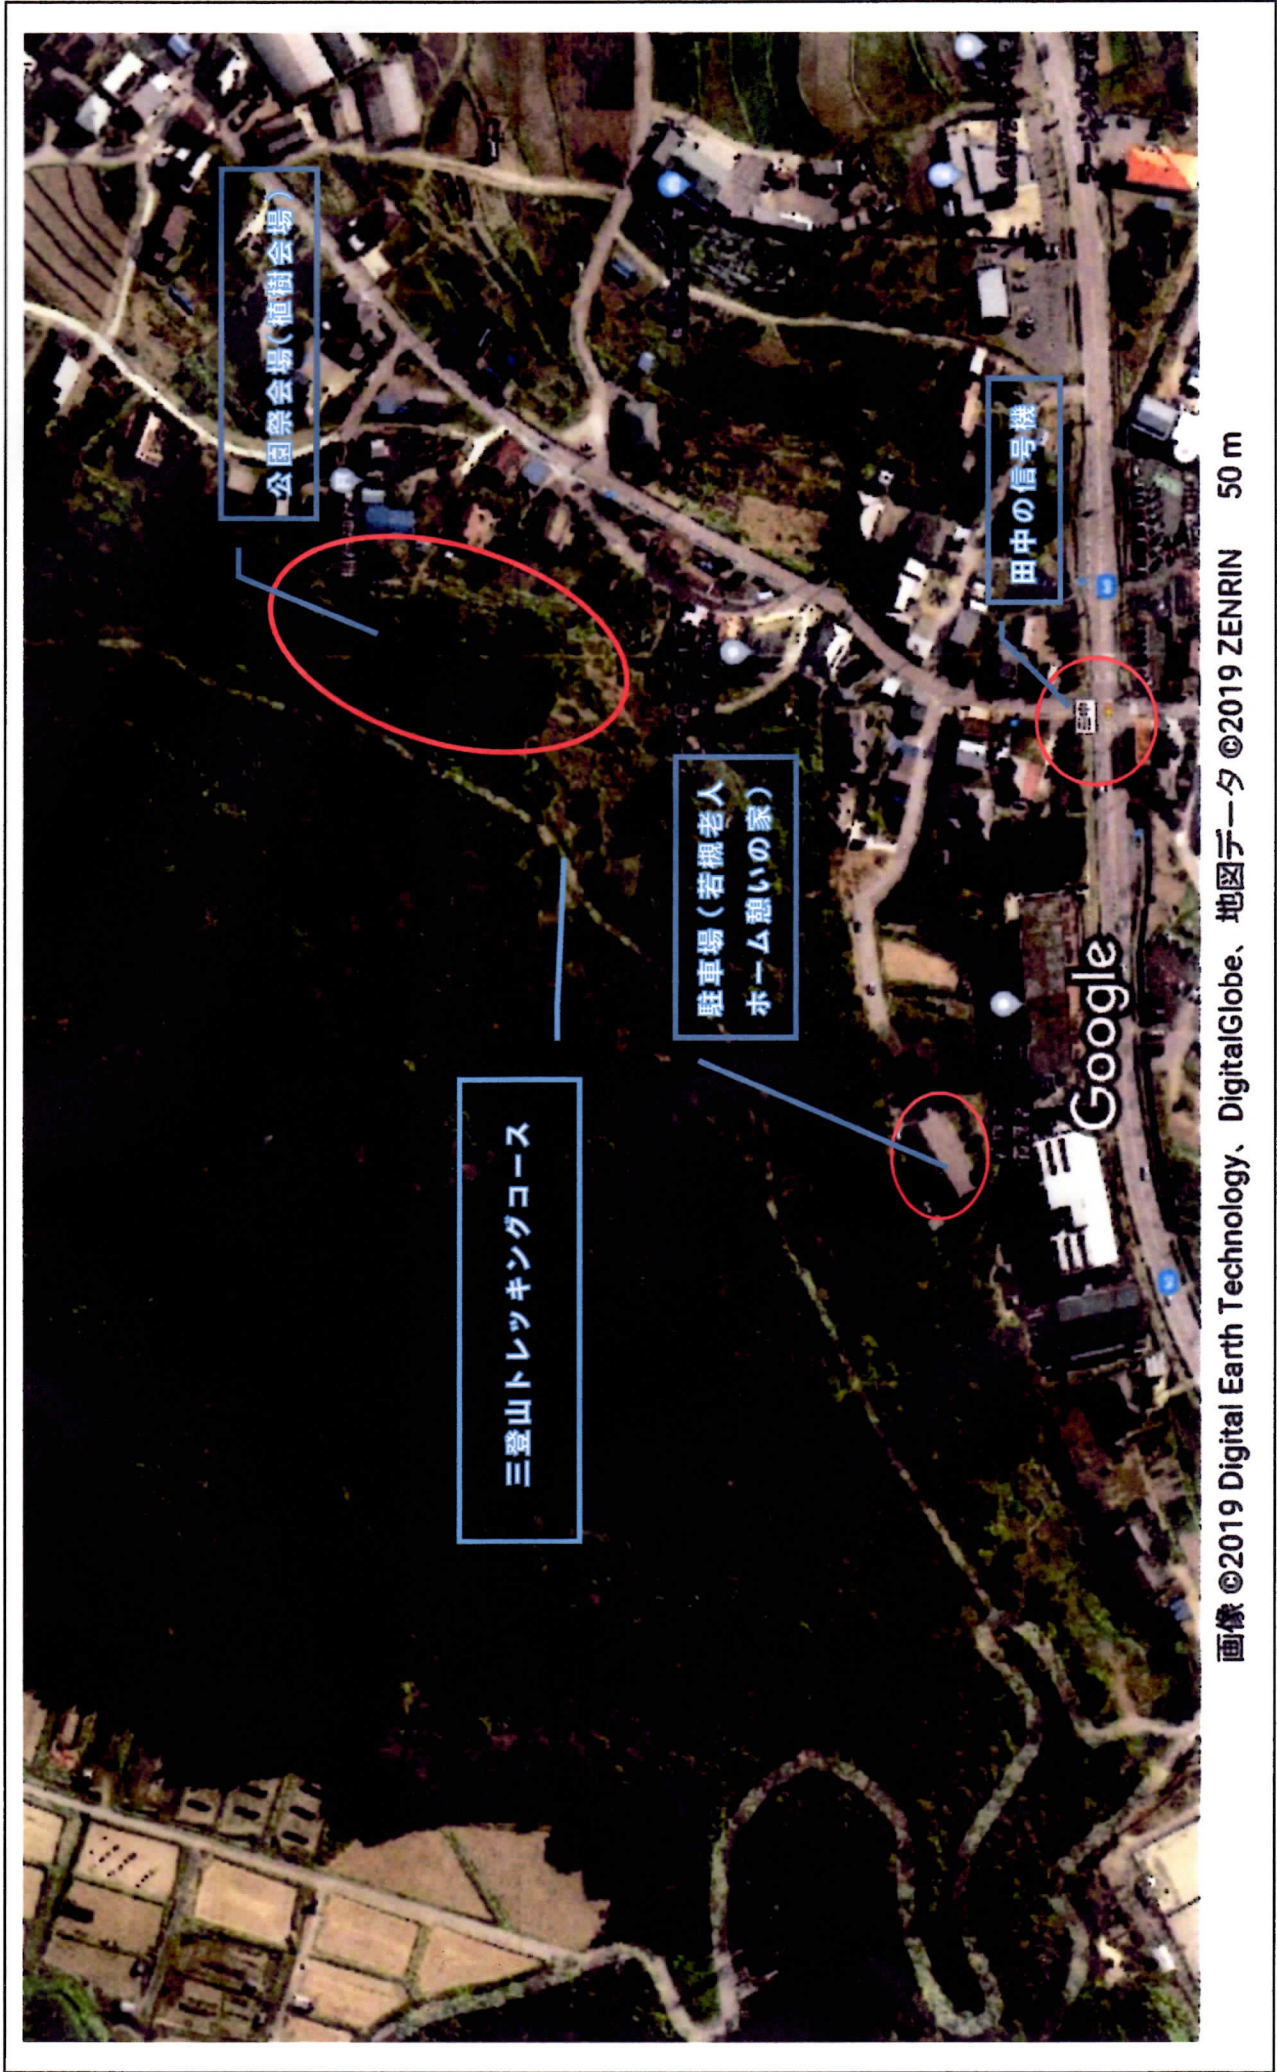 公園祭会場(植樹会場)
田中の信号機
駐車場(若槻老人
ホーム憩いの家)
三登山トレッキングコース
田中
Google
画像 ©2019 Digital Earth Technology、DigitalGlobe、地図データ ©2019 ZENRIN 50 m